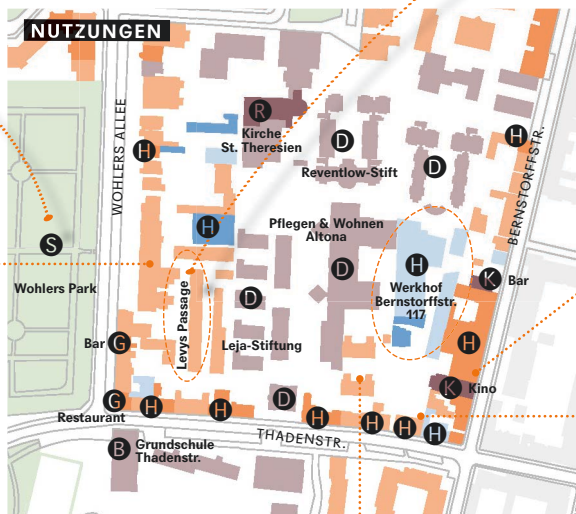 NUTZUNGEN
WOHLERS ALLEE
BERNSTORFFSTR.
R
Kirche
St. Theresien
D
Reventlow-Stift
D
H
H
S
Wohlers Park
H
Pflegen & Wohnen
Altona
D
H
Werkhof
Bernstorffstr.
117
K Bar
Levys Passage
D
Leja-Stiftung
Bar G
H
K Kino
G
Restaurant
H
H
D
H
H
H
H
THADENSTR.
B Grundschule
Thadenstr.